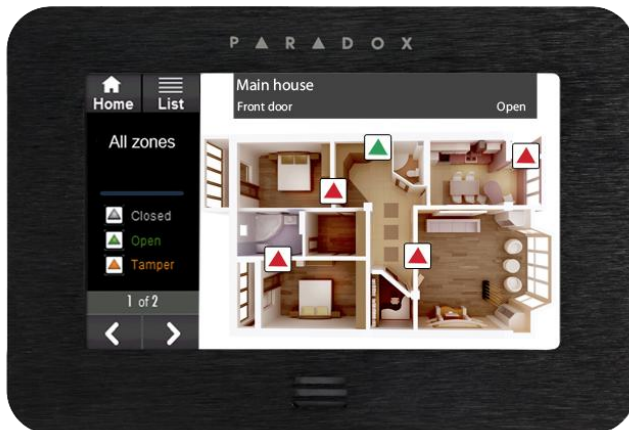 PARADOX
Home
List
Main house
Front door
Open
All zones
Closed
Open
Tamper
1 of 2